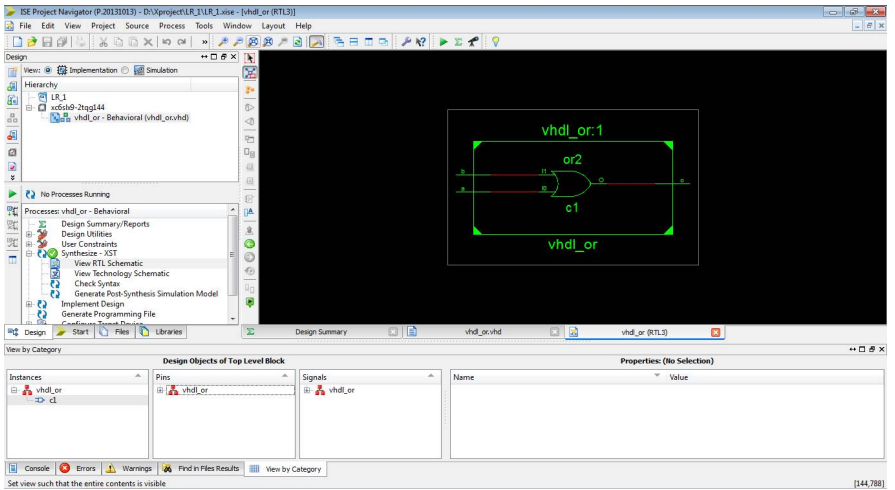 ISE Project Navigator (P.20131013) - D:\Xproject\LR_1\LR_1.xise - [vhdl_or (RTL3)]
File Edit View Project Source Process Tools Window Layout Help
Design
View: Implementation Simulation
Hierarchy
LR_1
xc6slx9-2tqg144
vhdl_or - Behavioral (vhdl_or.vhd)
No Processes Running
Processes: vhdl_or - Behavioral
Design Summary/Reports
Design Utilities
User Constraints
Synthesize - XST
View RTL Schematic
View Technology Schematic
Check Syntax
Generate Post-Synthesis Simulation Model
Implement Design
Generate Programming File
Configure Target Device
vhdl_or:1
or2
b I1
O
a I0
c1
vhdl_or
Design Start Files Libraries
Design Summary vhdl_or.vhd vhdl_or (RTL3)
View by Category
Design Objects of Top Level Block Properties: (No Selection)
Instances Pins Signals Name Value
vhdl_or vhdl_or vhdl_or
c1
Console Errors Warnings Find in Files Results View by Category
Set view such that the entire contents is visible [144,788]